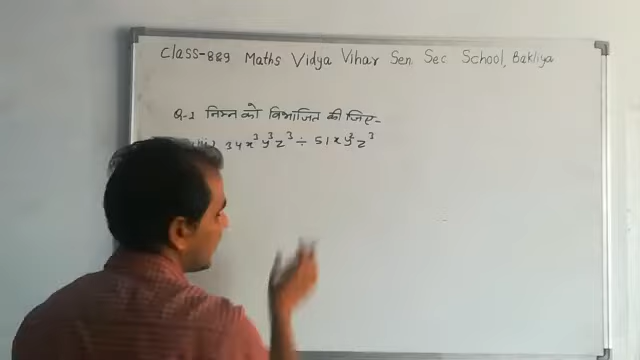 Class-8&9 Maths Vidya Vihar Sen Sec School, Bakliya
Q-1 निम्न को विभाजित कीजिए-
34x³y³z³ ÷ 51xy²z³